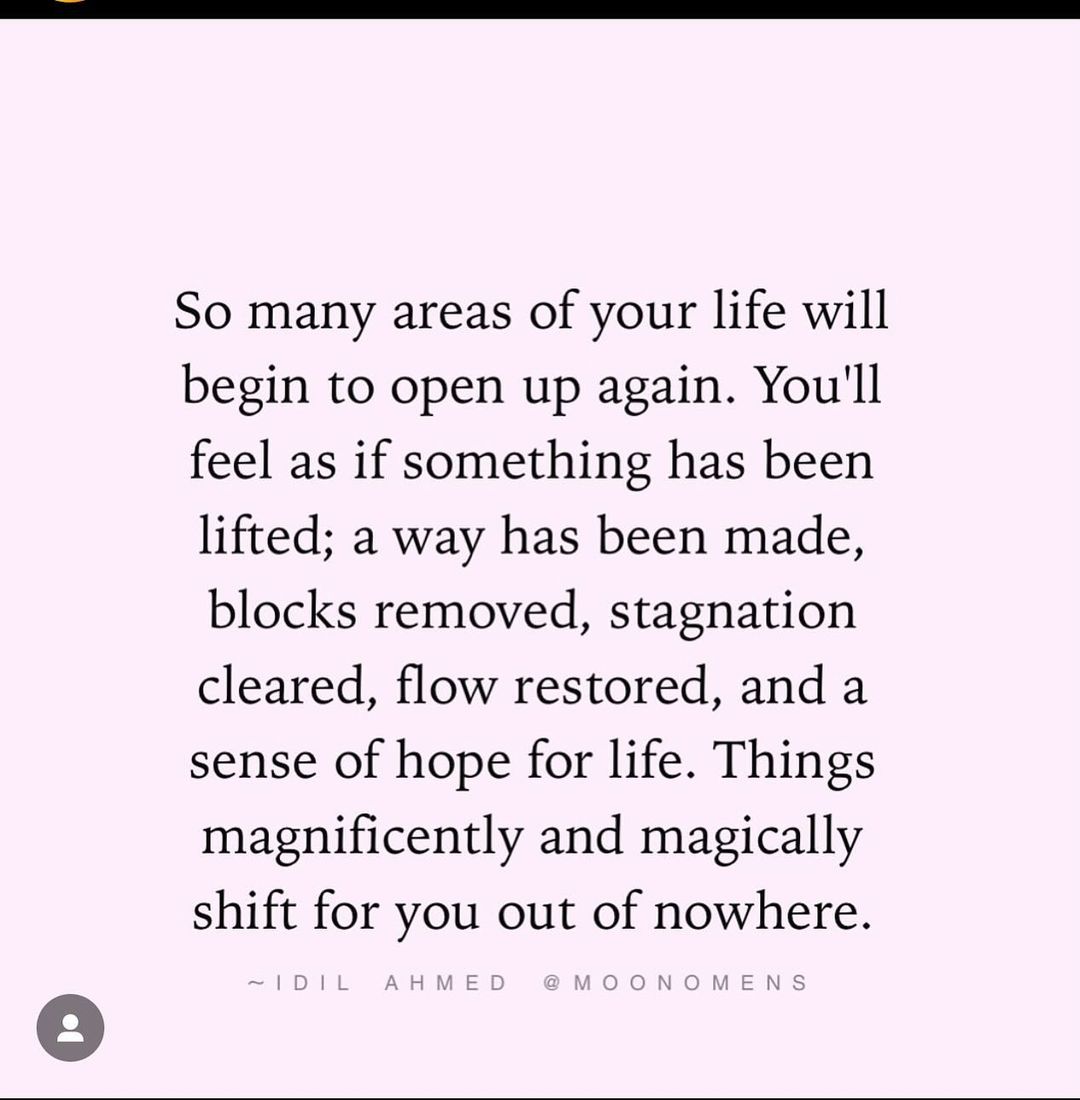 So many areas of your life will
begin to open up again. You'll
feel as if something has been
lifted; a way has been made,
blocks removed, stagnation
cleared, flow restored, and a
sense of hope for life. Things
magnificently and magically
shift for you out of nowhere.
~IDIL AHMED @MOONOMENS